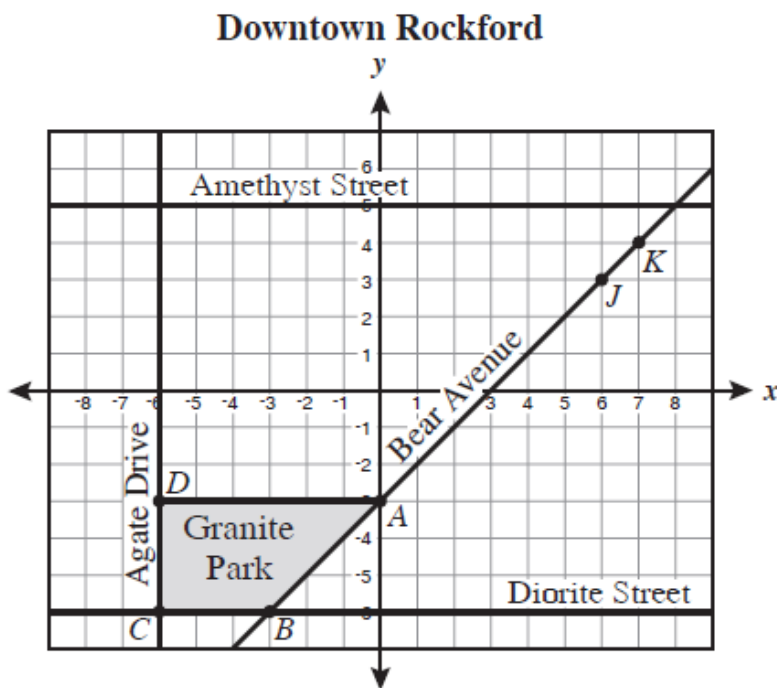 Downtown Rockford
y
6
Amethyst Street
5
4
K
3
J
2
1
-8 -7 -6 -5 -4 -3 -2 -1 1 3 4 5 6 7 8 x
Bear Avenue
-1
-2
Agate Drive
D
A
Granite
Park
-4
-5
Diorite Street
C
B